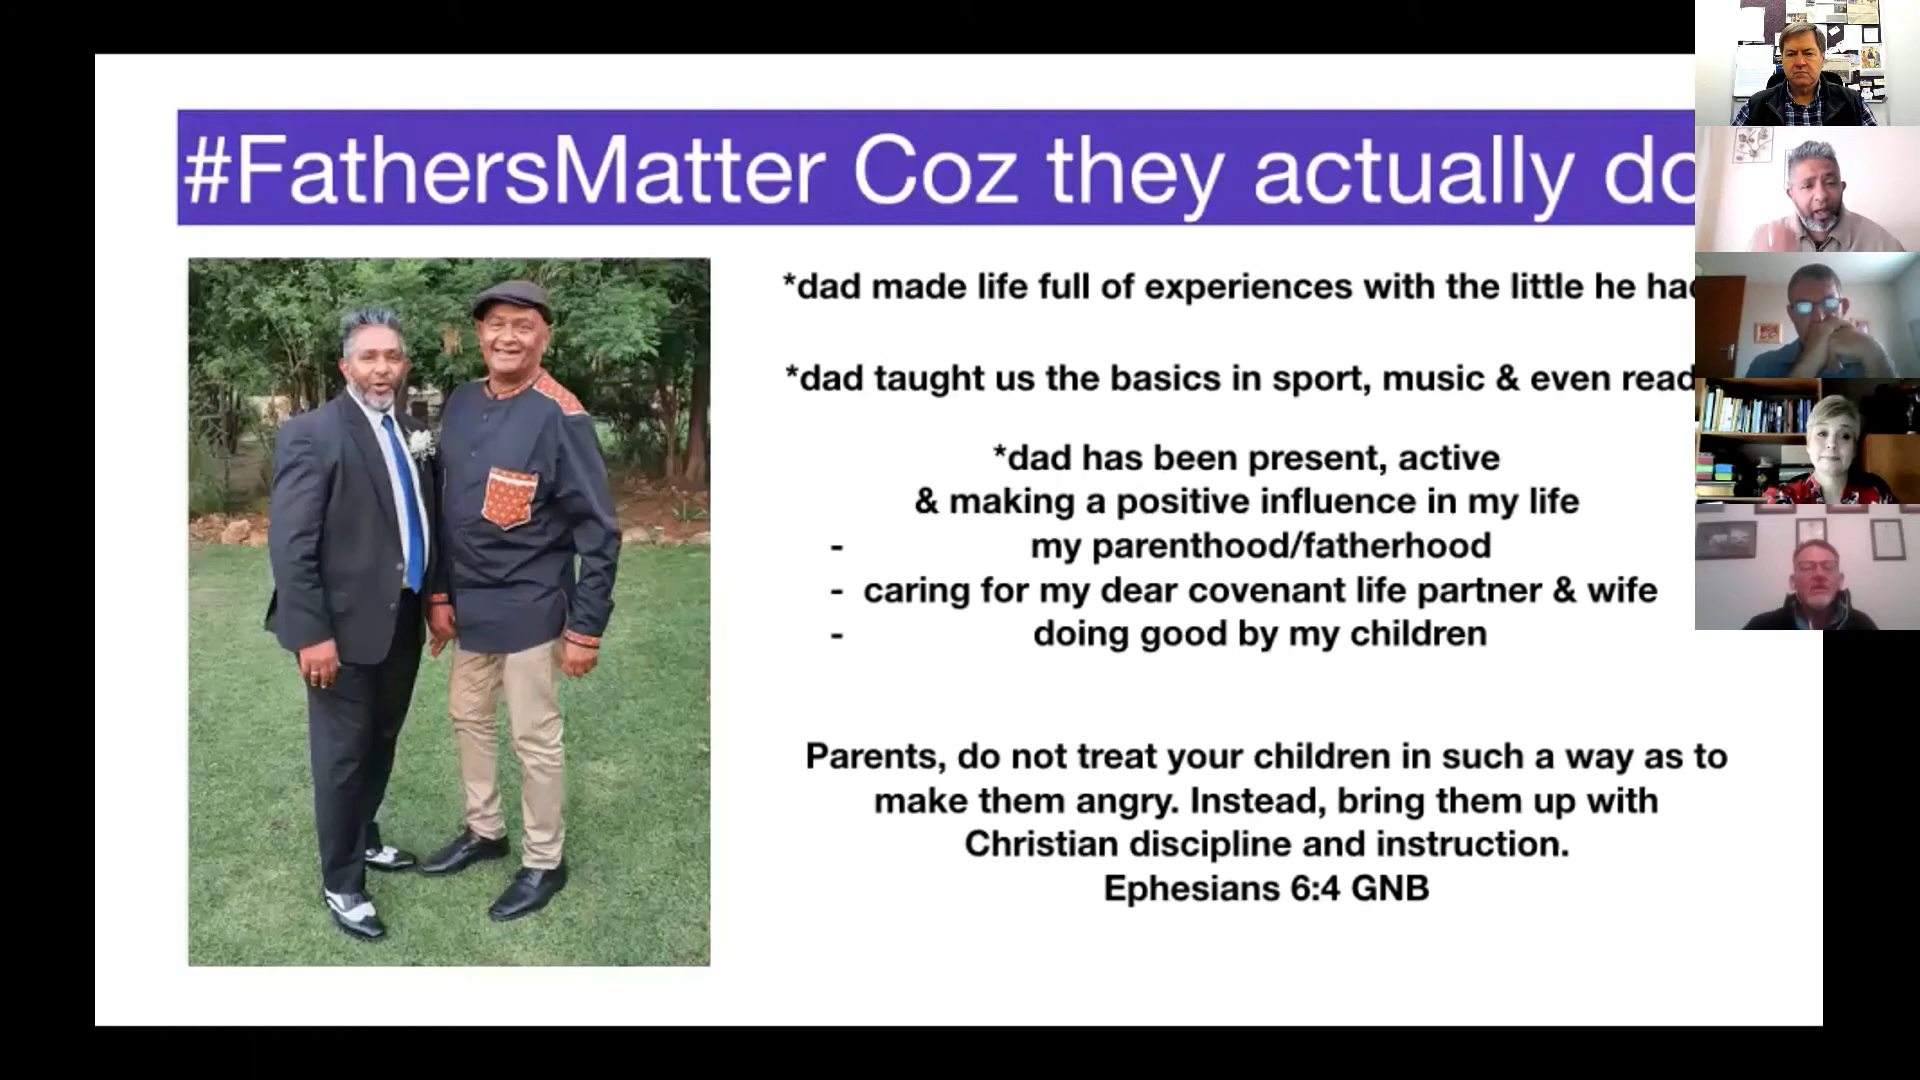 #FathersMatter Coz they actually do
*dad made life full of experiences with the little he had
*dad taught us the basics in sport, music & even read
*dad has been present, active
& making a positive influence in my life
- my parenthood/fatherhood
- caring for my dear covenant life partner & wife
- doing good by my children
Parents, do not treat your children in such a way as to
make them angry. Instead, bring them up with
Christian discipline and instruction.
Ephesians 6:4 GNB